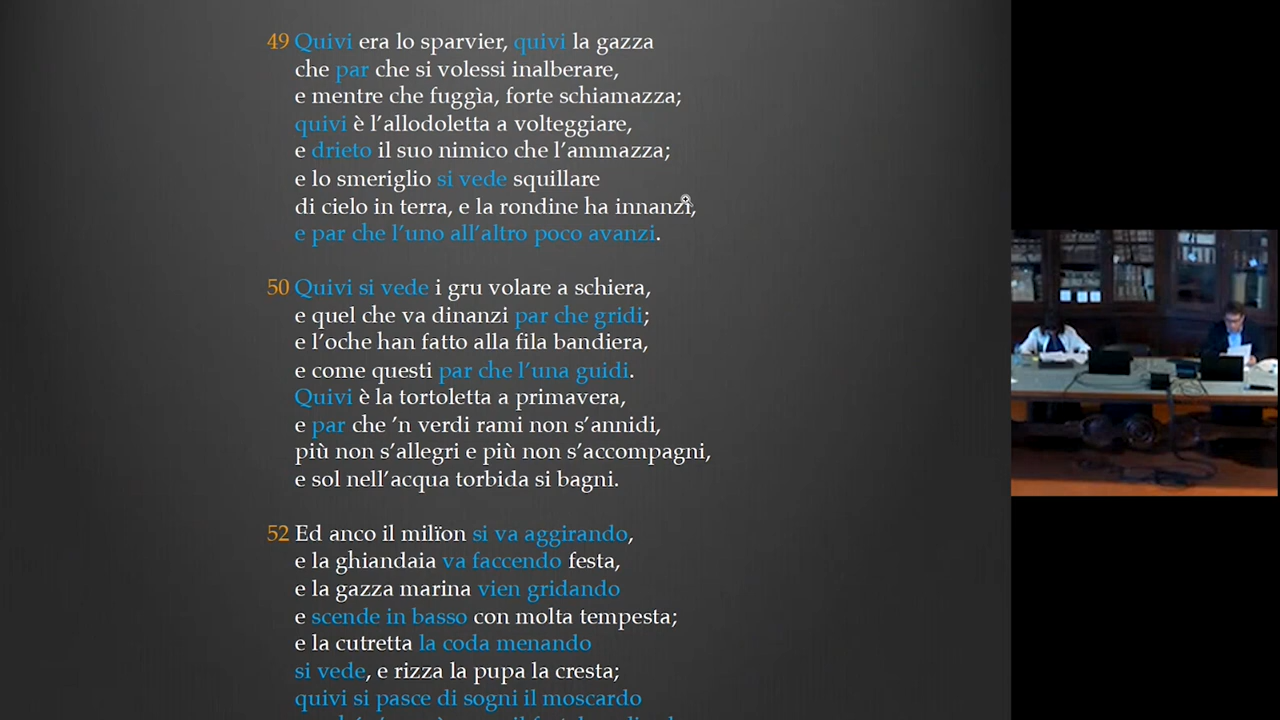 49 Quivi era lo sparvier, quivi la gazza
che par che si volessi inalberare,
e mentre che fuggìa, forte schiamazza;
quivi è l'allodoletta a volteggiare,
e drieto il suo nimico che l'ammazza;
e lo smeriglio si vede squillare
di cielo in terra, e la rondine ha innanzi,
e par che l'uno all'altro poco avanzi.
50 Quivi si vede i gru volare a schiera,
e quel che va dinanzi par che gridi;
e l'oche han fatto alla fila bandiera,
e come questi par che l'una guidi.
Quivi è la tortoletta a primavera,
e par che 'n verdi rami non s'annidi,
più non s'allegri e più non s'accompagni,
e sol nell'acqua torbida si bagni.
52 Ed anco il milïon si va aggirando,
e la ghiandaia va faccendo festa,
e la gazza marina vien gridando
e scende in basso con molta tempesta;
e la cutretta la coda menando
si vede, e rizza la pupa la cresta;
quivi si pasce di sogni il moscardo